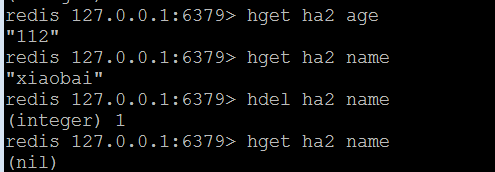 redis 127.0.0.1:6379> hget ha2 age
"112"
redis 127.0.0.1:6379> hget ha2 name
"xiaobai"
redis 127.0.0.1:6379> hdel ha2 name
(integer) 1
redis 127.0.0.1:6379> hget ha2 name
(nil)